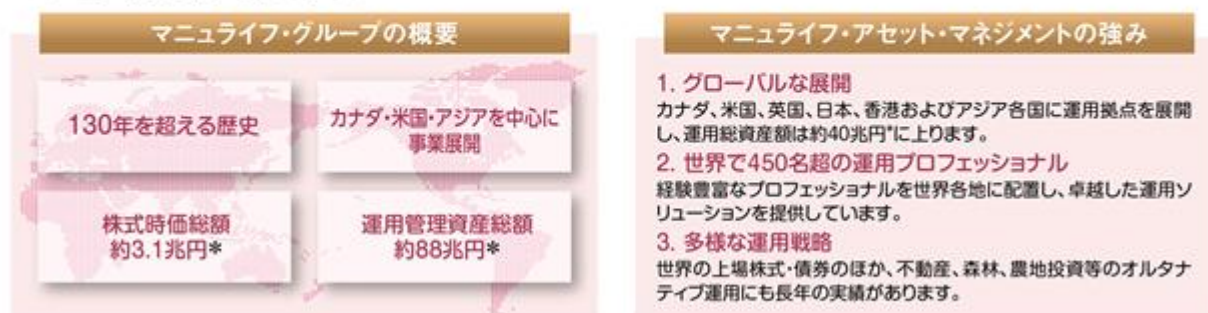 マニュライフ・グループの概要
130年を超える歴史
カナダ・米国・アジアを中心に
事業展開
株式時価総額
約3.1兆円*
運用管理資産総額
約88兆円*
マニュライフ・アセット・マネジメントの強み
1. グローバルな展開
カナダ、米国、英国、日本、香港およびアジア各国に運用拠点を展開
し、運用総資産額は約40兆円*に上ります。
2. 世界で450名超の運用プロフェッショナル
経験豊富なプロフェッショナルを世界各地に配置し、卓越した運用ソ
リューションを提供しています。
3. 多様な運用戦略
世界の上場株式・債券のほか、不動産、森林、農地投資等のオルタナ
ティブ運用にも長年の実績があります。